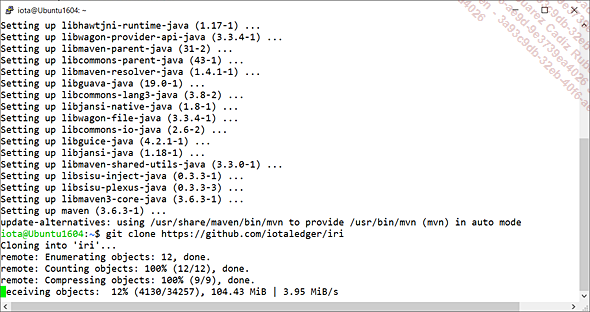 iota@Ubuntu1604: ~
Setting up libhawtjni-runtime-java (1.17-1) ...
Setting up libwagon-provider-api-java (3.3.4-1) ...
Setting up libmaven-parent-java (31-2) ...
Setting up libcommons-parent-java (43-1) ...
Setting up libmaven-resolver-java (1.4.1-1) ...
Setting up libguava-java (19.0-1) ...
Setting up libcommons-lang3-java (3.8-2) ...
Setting up libjansi-native-java (1.8-1) ...
Setting up libwagon-file-java (3.3.4-1) ...
Setting up libcommons-io-java (2.6-2) ...
Setting up libguice-java (4.2.1-1) ...
Setting up libjansi-java (1.18-1) ...
Setting up libmaven-shared-utils-java (3.3.0-1) ...
Setting up libsisu-inject-java (0.3.3-1) ...
Setting up libsisu-plexus-java (0.3.3-3) ...
Setting up libmaven3-core-java (3.6.3-1) ...
Setting up maven (3.6.3-1) ...
update-alternatives: using /usr/share/maven/bin/mvn to provide /usr/bin/mvn (mvn) in auto mode
iota@Ubuntu1604:~$ git clone https://github.com/iotaledger/iri
Cloning into 'iri'...
remote: Enumerating objects: 12, done.
remote: Counting objects: 100% (12/12), done.
remote: Compressing objects: 100% (9/9), done.
eceiving objects:  12% (4130/34257), 104.43 MiB | 3.95 MiB/s